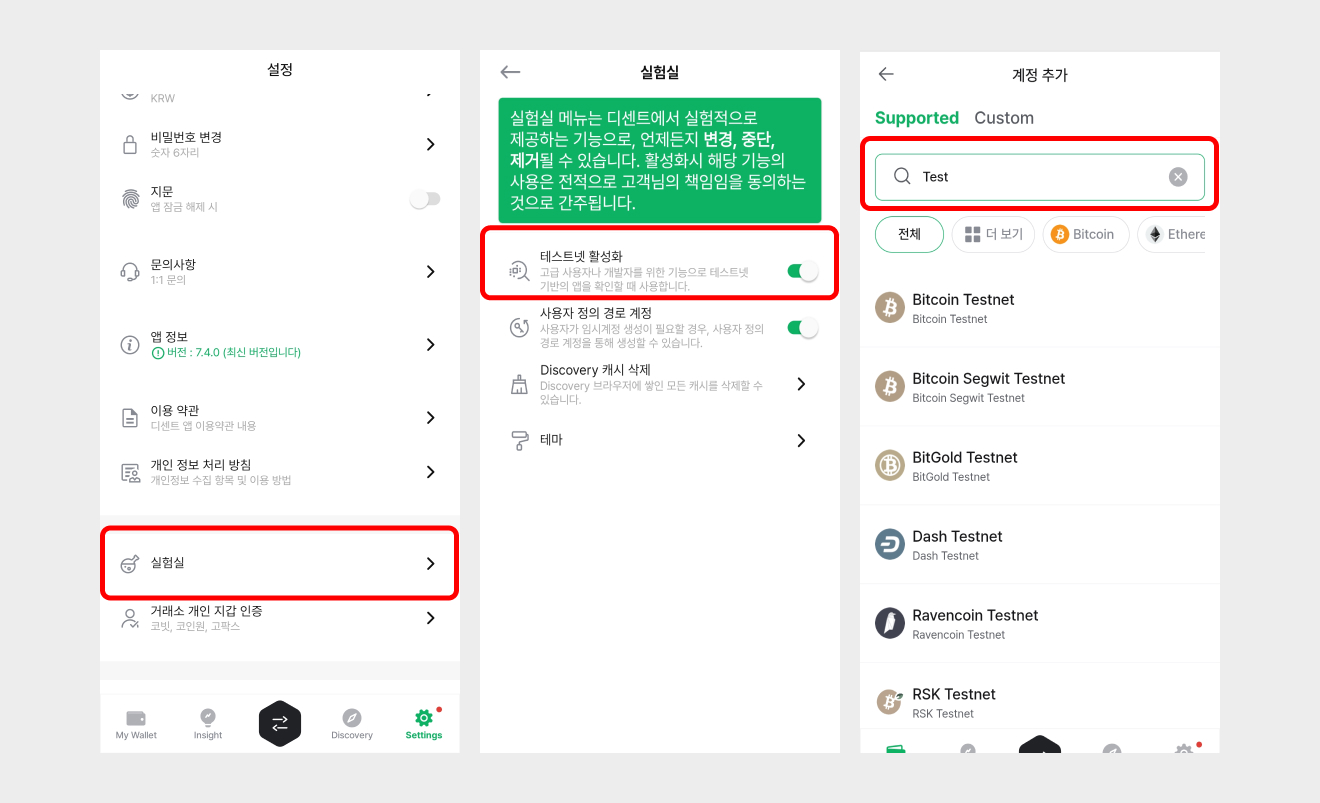 설정
KRW
비밀번호 변경
숫자 6자리
지문
앱 잠금 해제 시
문의사항
1:1 문의
앱 정보
버전 : 7.4.0 (최신 버전입니다)
이용 약관
디센트 앱 이용약관 내용
개인 정보 처리 방침
개인정보 수집 항목 및 이용 방법
실험실
거래소 개인 지갑 인증
코빗, 코인원, 고팍스
My Wallet
Insight
Discovery
Settings
실험실
실험실 메뉴는 디센트에서 실험적으로
제공하는 기능으로, 언제든지 변경, 중단,
제거될 수 있습니다. 활성화시 해당 기능의
사용은 전적으로 고객님의 책임임을 동의하는
것으로 간주됩니다.
테스트넷 활성화
고급 사용자나 개발자를 위한 기능으로 테스트넷
기반의 앱을 확인할 때 사용합니다.
사용자 정의 경로 계정
사용자가 임시계정 생성이 필요할 경우, 사용자 정의
경로 계정을 통해 생성할 수 있습니다.
Discovery 캐시 삭제
Discovery 브라우저에 쌓인 모든 캐시를 삭제할 수
있습니다.
테마
계정 추가
Supported Custom
Test
전체 더 보기 Bitcoin Ethere
Bitcoin Testnet
Bitcoin Testnet
Bitcoin Segwit Testnet
Bitcoin Segwit Testnet
BitGold Testnet
BitGold Testnet
Dash Testnet
Dash Testnet
Ravencoin Testnet
Ravencoin Testnet
RSK Testnet
RSK Testnet